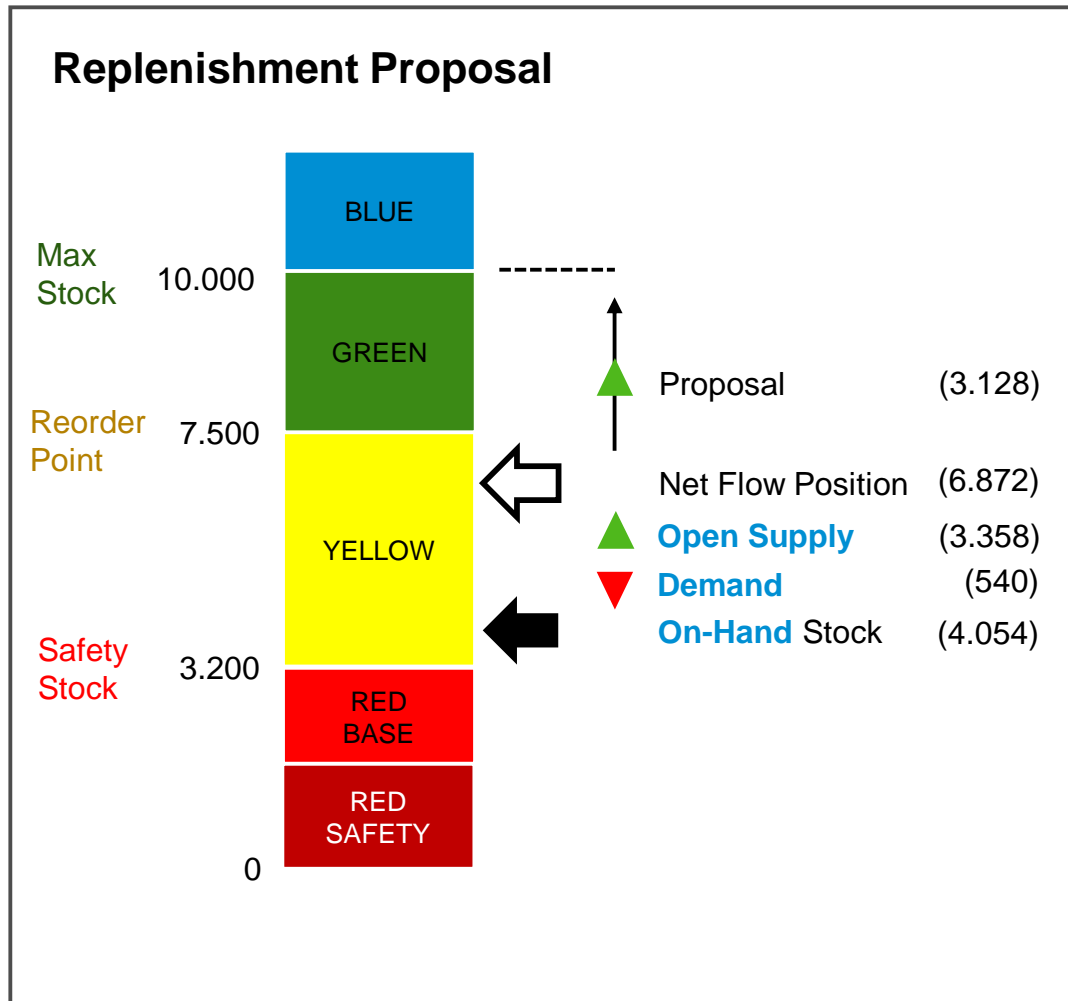 Replenishment Proposal
BLUE
Max
Stock
10.000
GREEN
Proposal (3.128)
Reorder
Point
7.500
Net Flow Position (6.872)
Open Supply (3.358)
YELLOW
Demand (540)
On-Hand Stock (4.054)
Safety
Stock
3.200
RED
BASE
RED
SAFETY
0